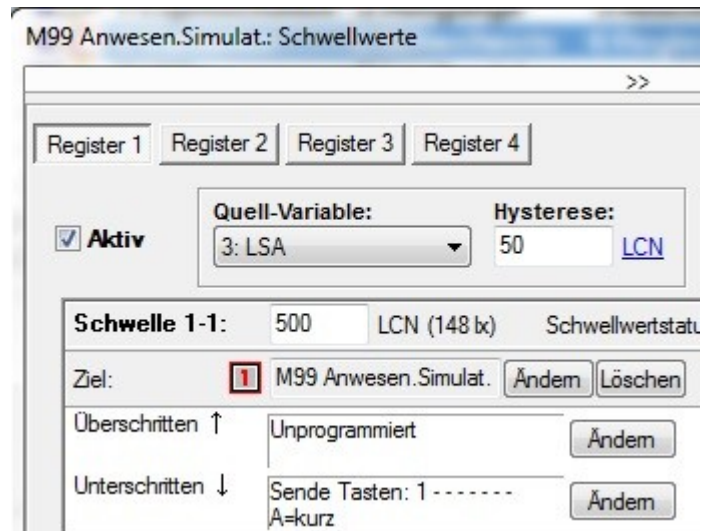 M99 Anwesen.Simulat.: Schwellwerte
>>
Register 1 Register 2 Register 3 Register 4
Quell-Variable: Hysterese:
Aktiv 3: LSA 50 LCN
Schwelle 1-1: 500 LCN (148 lx) Schwellwertstatu
Ziel: 1 M99 Anwesen.Simulat. Ändern Löschen
Überschritten ↑ Unprogrammiert Ändern
Unterschritten ↓ Sende Tasten: 1 - - - - - - - Ändern
A=kurz